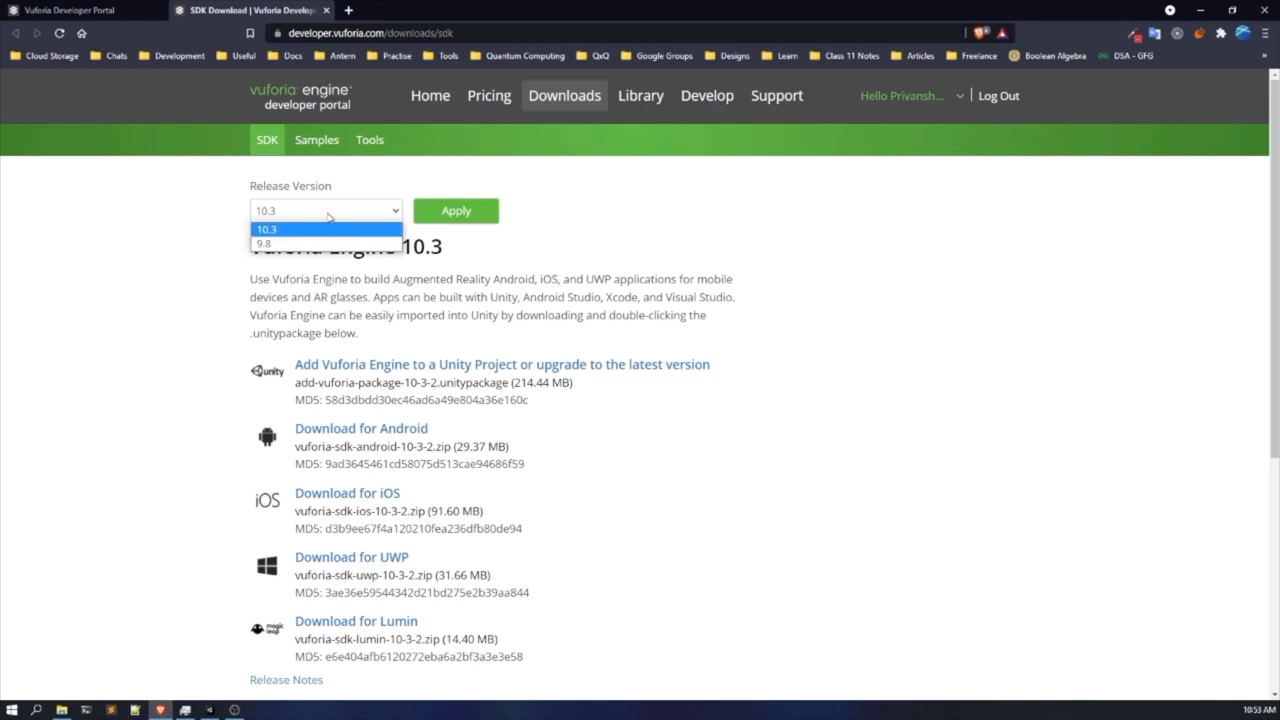 Vuforia Developer Portal
SDK Download | Vuforia Develop
developer.vuforia.com/downloads/sdk
Cloud Storage
Chats
Development
Useful
Docs
Antern
Practise
Tools
Quantum Computing
QxQ
Google Groups
Designs
Learn
Class 11 Notes
Articles
Freelance
Boolean Algebra
DSA - GFG
vuforia engine
developer portal
Home
Pricing
Downloads
Library
Develop
Support
Hello Privansh...
Log Out
SDK
Samples
Tools
Release Version
10.3
Apply
10.3
9.8
Vuforia Engine 10.3
Use Vuforia Engine to build Augmented Reality Android, iOS, and UWP applications for mobile
devices and AR glasses. Apps can be built with Unity, Android Studio, Xcode, and Visual Studio.
Vuforia Engine can be easily imported into Unity by downloading and double-clicking the
.unitypackage below.
unity
Add Vuforia Engine to a Unity Project or upgrade to the latest version
add-vuforia-package-10-3-2.unitypackage (214.44 MB)
MD5: 58d3dbdd30ec46ad6a49e804a36e160c
Download for Android
vuforia-sdk-android-10-3-2.zip (29.37 MB)
MD5: 9ad3645461cd58075d513cae94686f59
iOS
Download for iOS
vuforia-sdk-ios-10-3-2.zip (91.60 MB)
MD5: d3b9ee67f4a120210fea236dfb80de94
Download for UWP
vuforia-sdk-uwp-10-3-2.zip (31.66 MB)
MD5: 3ae36e59544342d21bd275e2b39aa844
magic leap
Download for Lumin
vuforia-sdk-lumin-10-3-2.zip (14.40 MB)
MD5: e6e404afb6120272eba6a2bf3a3e3e58
Release Notes
10:53 AM